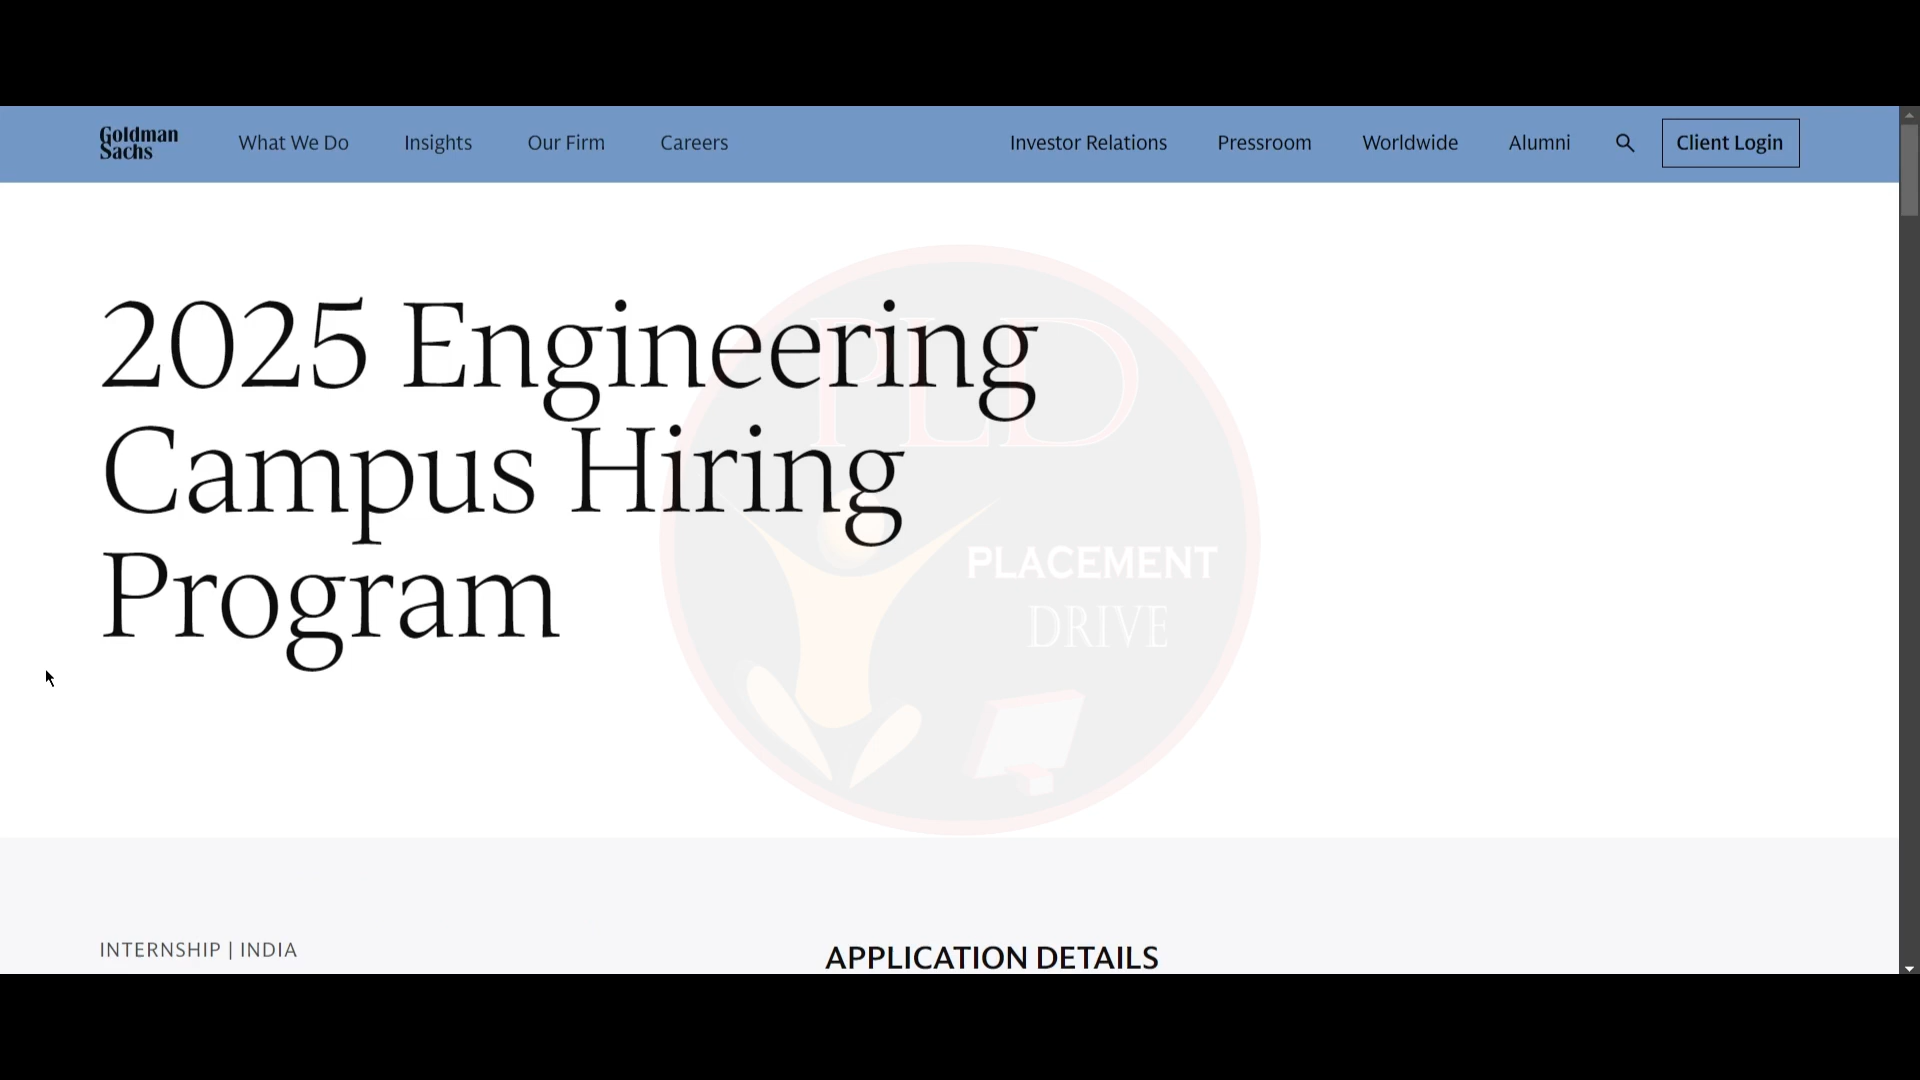 Goldman
Sachs
What We Do
Insights
Our Firm
Careers
Investor Relations
Pressroom
Worldwide
Alumni
Client Login
2025 Engineering
Campus Hiring
Program
PLD
PLACEMENT
DRIVE
INTERNSHIP | INDIA
APPLICATION DETAILS